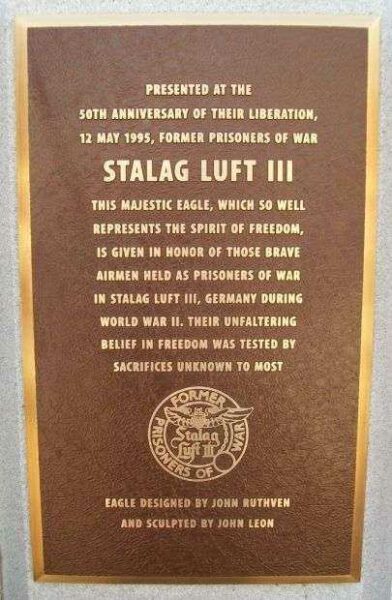 PRESENTED AT THE
50TH ANNIVERSARY OF THEIR LIBERATION,
12 MAY 1995, FORMER PRISONERS OF WAR
STALAG LUFT III
THIS MAJESTIC EAGLE, WHICH SO WELL
REPRESENTS THE SPIRIT OF FREEDOM,
IS GIVEN IN HONOR OF THOSE BRAVE
AIRMEN HELD AS PRISONERS OF WAR
IN STALAG LUFT III, GERMANY DURING
WORLD WAR II. THEIR UNFALTERING
BELIEF IN FREEDOM WAS TESTED BY
SACRIFICES UNKNOWN TO MOST
FORMER
PRISONERS OF WAR
Stalag
Luft III
EAGLE DESIGNED BY JOHN RUTHVEN
AND SCULPTED BY JOHN LEON